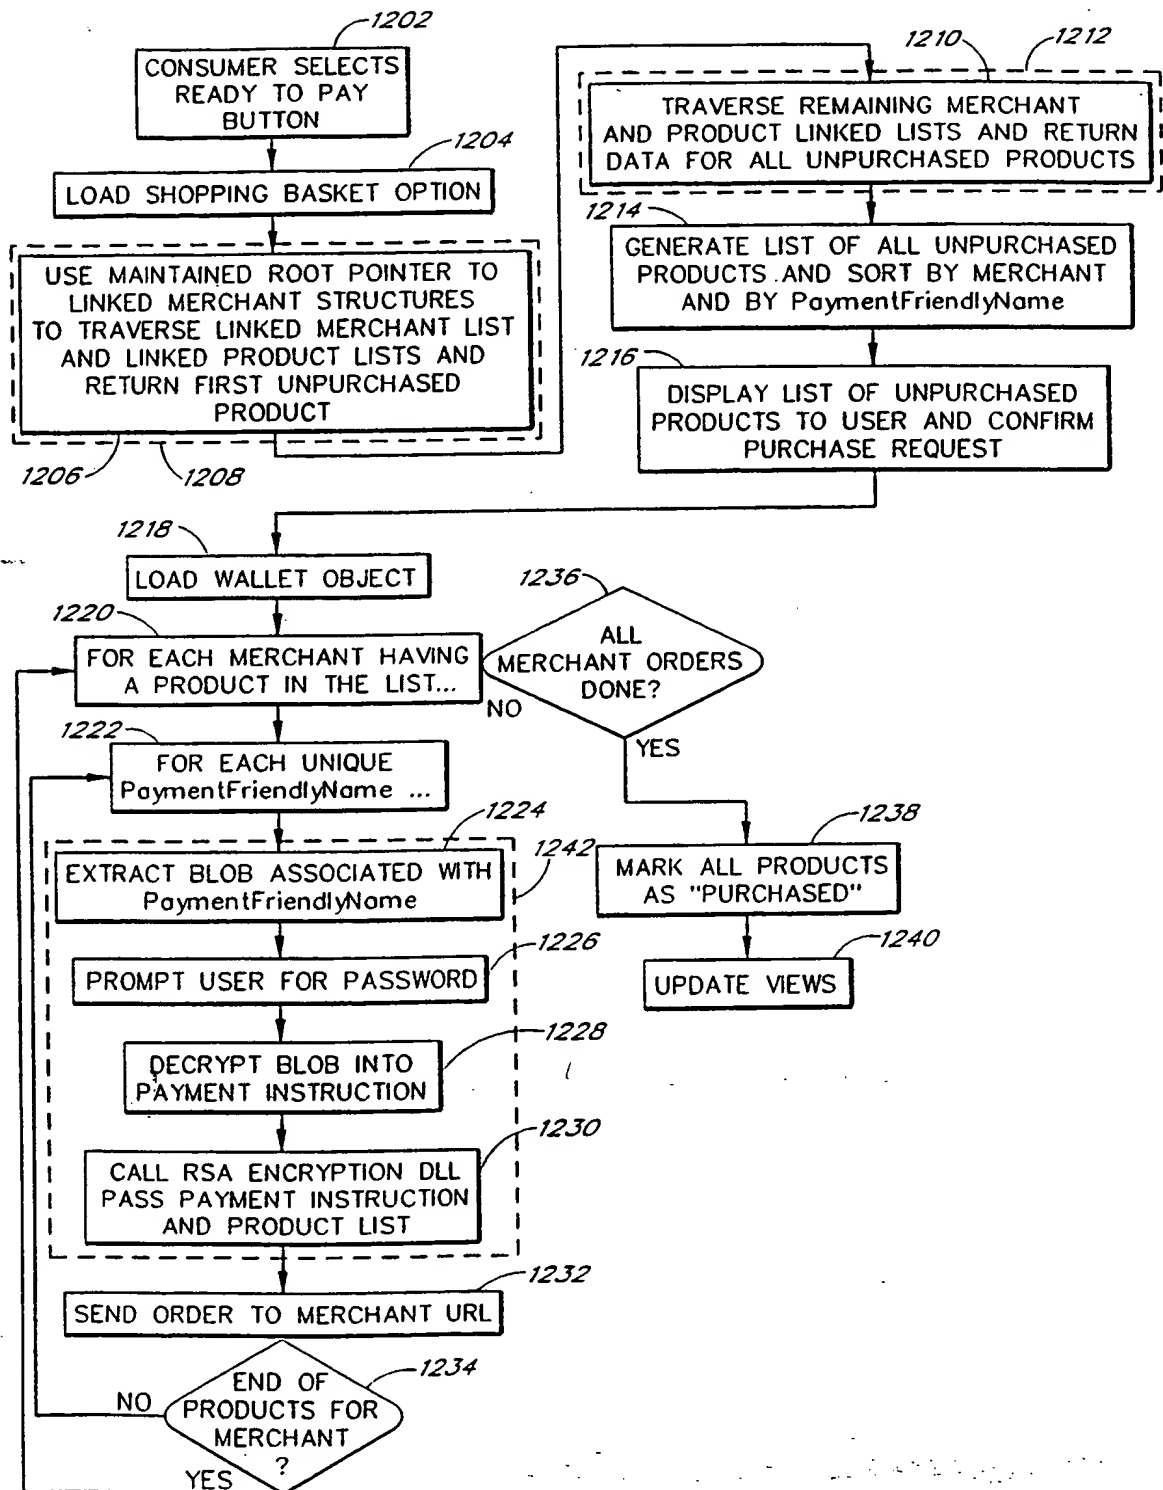 1202
CONSUMER SELECTS
READY TO PAY
BUTTON
1204
LOAD SHOPPING BASKET OPTION
USE MAINTAINED ROOT POINTER TO
LINKED MERCHANT STRUCTURES
TO TRAVERSE LINKED MERCHANT LIST
AND LINKED PRODUCT LISTS AND
RETURN FIRST UNPURCHASED
PRODUCT
1206
1208
1210
1212
TRAVERSE REMAINING MERCHANT
AND PRODUCT LINKED LISTS AND RETURN
DATA FOR ALL UNPURCHASED PRODUCTS
1214
GENERATE LIST OF ALL UNPURCHASED
PRODUCTS AND SORT BY MERCHANT
AND BY PaymentFriendlyName
1216
DISPLAY LIST OF UNPURCHASED
PRODUCTS TO USER AND CONFIRM
PURCHASE REQUEST
1218
LOAD WALLET OBJECT
1220
FOR EACH MERCHANT HAVING
A PRODUCT IN THE LIST...
1236
ALL
MERCHANT ORDERS
DONE?
NO
YES
1222
FOR EACH UNIQUE
PaymentFriendlyName ...
1224
1242
EXTRACT BLOB ASSOCIATED WITH
PaymentFriendlyName
1238
MARK ALL PRODUCTS
AS "PURCHASED"
1226
PROMPT USER FOR PASSWORD
1240
UPDATE VIEWS
1228
DECRYPT BLOB INTO
PAYMENT INSTRUCTION
1230
CALL RSA ENCRYPTION DLL
PASS PAYMENT INSTRUCTION
AND PRODUCT LIST
1232
SEND ORDER TO MERCHANT URL
1234
END OF
PRODUCTS FOR
MERCHANT
?
NO
YES